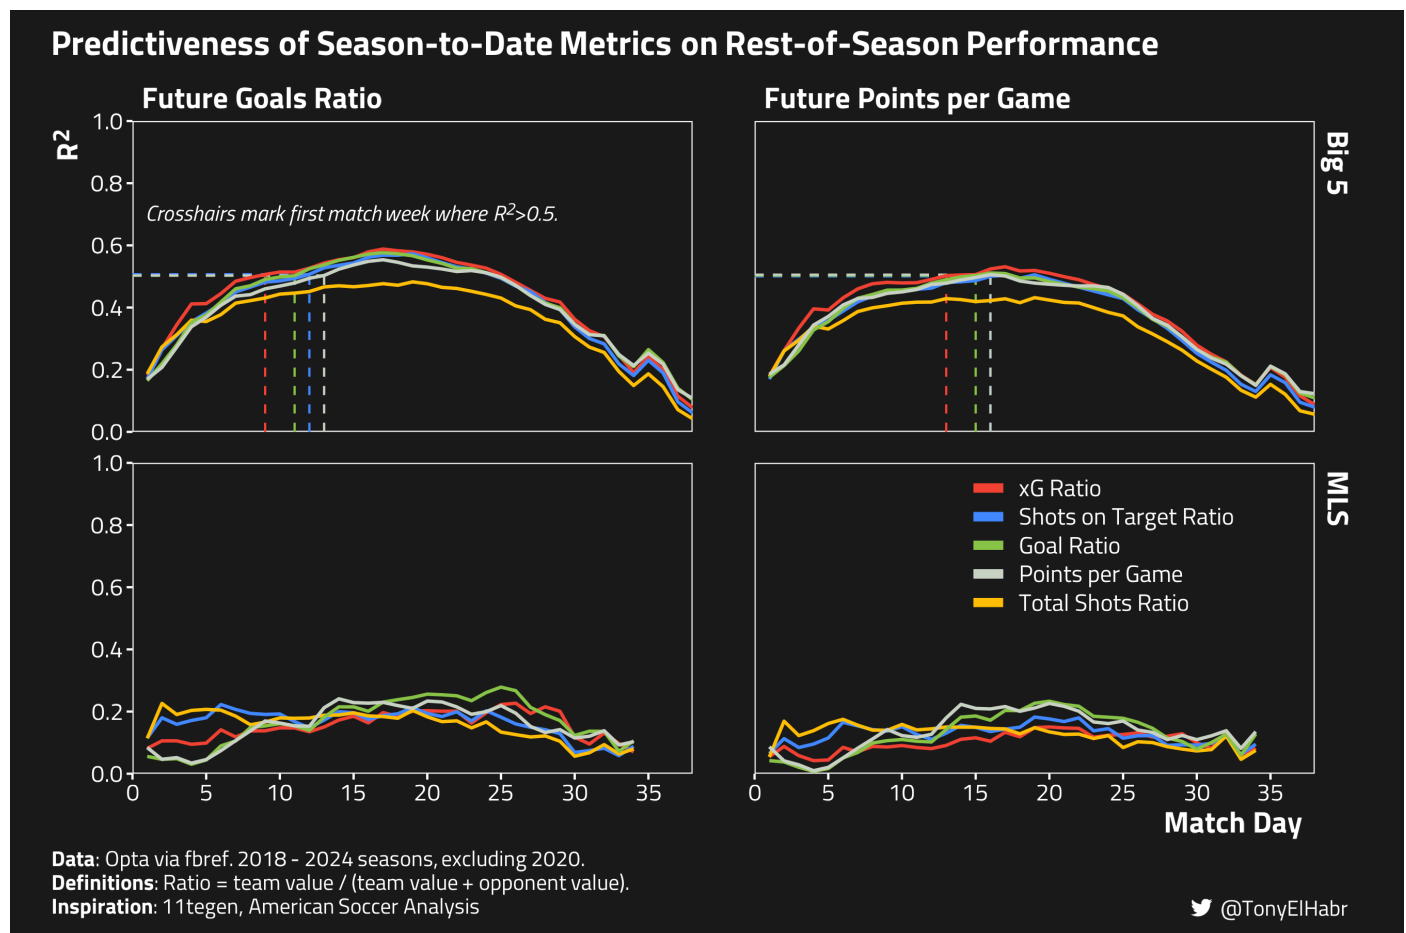 Predictiveness of Season-to-Date Metrics on Rest-of-Season Performance
Future Goals Ratio
Future Points per Game
R²
1.0
0.8
0.6
0.4
0.2
0.0
Crosshairs mark first match week where R²>0.5.
Big 5
1.0
0.8
0.6
0.4
0.2
0.0
xG Ratio
Shots on Target Ratio
Goal Ratio
Points per Game
Total Shots Ratio
MLS
0 5 10 15 20 25 30 35
0 5 10 15 20 25 30 35
Match Day
Data: Opta via fbref. 2018 - 2024 seasons, excluding 2020.
Definitions: Ratio = team value / (team value + opponent value).
Inspiration: 11tegen, American Soccer Analysis
@TonyElHabr